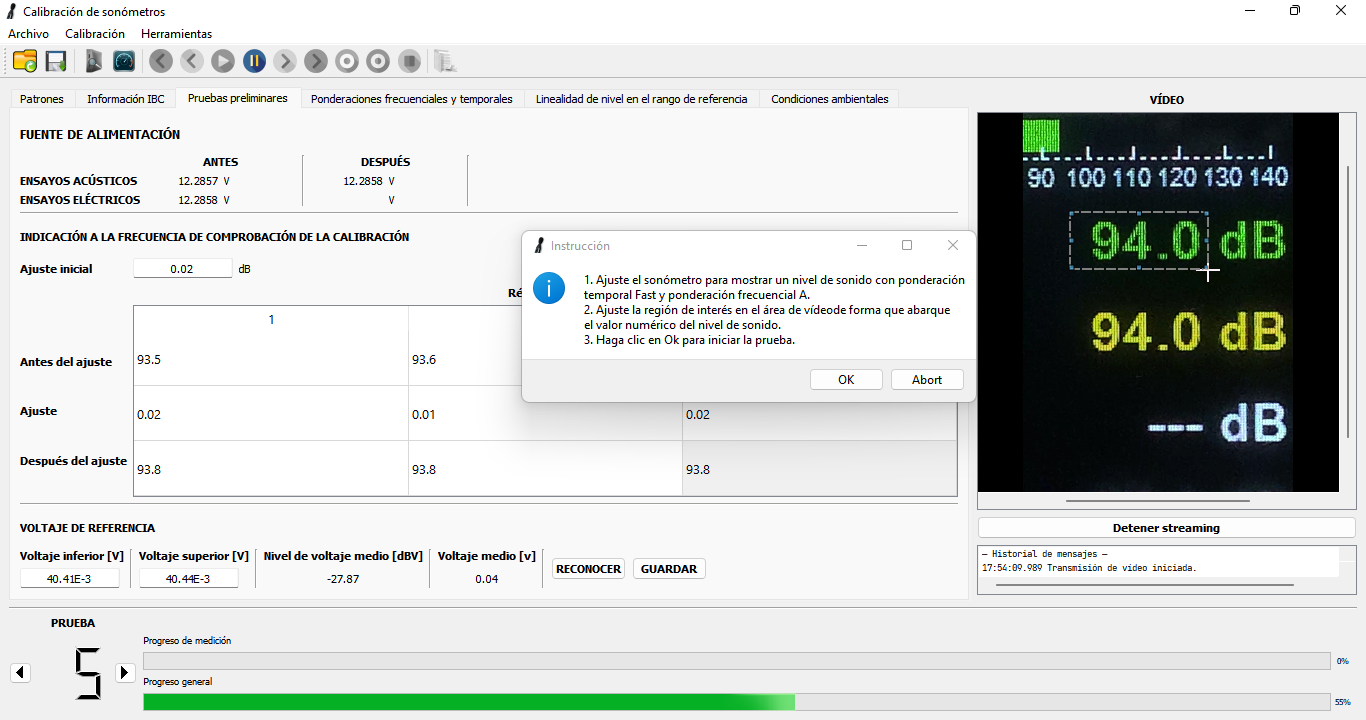 Calibración de sonómetros
Archivo Calibración Herramientas
Patrones Información IBC Pruebas preliminares Ponderaciones frecuenciales y temporales Linealidad de nivel en el rango de referencia Condiciones ambientales
FUENTE DE ALIMENTACIÓN
ANTES DESPUÉS
ENSAYOS ACÚSTICOS 12.2857 V 12.2858 V
ENSAYOS ELÉCTRICOS 12.2858 V V
INDICACIÓN A LA FRECUENCIA DE COMPROBACIÓN DE LA CALIBRACIÓN
Ajuste inicial 0.02 dB
Ré
1
Antes del ajuste 93.5 93.6
Ajuste 0.02 0.01 0.02
Después del ajuste 93.8 93.8 93.8
VOLTAJE DE REFERENCIA
Voltaje inferior [V] Voltaje superior [V] Nivel de voltaje medio [dBV] Voltaje medio [v]
40.41E-3 40.44E-3 -27.87 0.04
RECONOCER GUARDAR
Instrucción
1. Ajuste el sonómetro para mostrar un nivel de sonido con ponderación
temporal Fast y ponderación frecuencial A.
2. Ajuste la región de interés en el área de vídeode forma que abarque
el valor numérico del nivel de sonido.
3. Haga clic en Ok para iniciar la prueba.
OK Abort
VÍDEO
90 100 110 120 130 140
94.0 dB
94.0 dB
--- dB
Detener streaming
— Historial de mensajes —
17:54:09.989 Transmisión de video iniciada.
PRUEBA
5
Progreso de medición
0%
Progreso general
55%